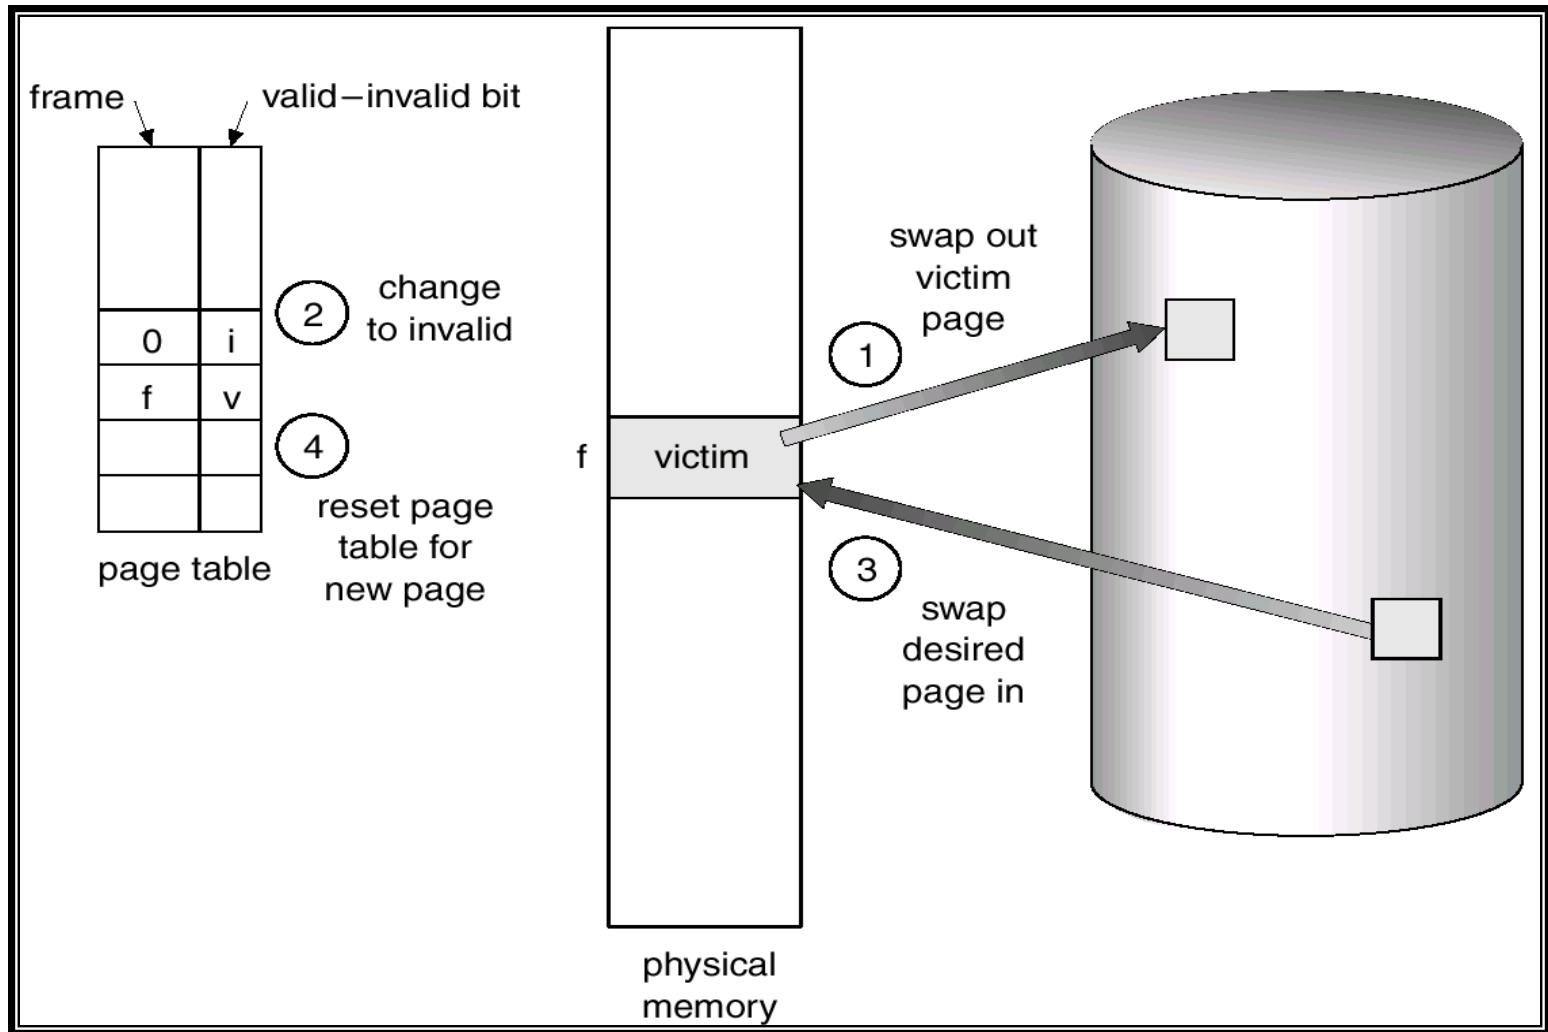 frame
valid–invalid bit
0 i
f v
2
change
to invalid
4
reset page
table for
new page
page table
f
victim
physical
memory
swap out
victim
page
1
3
swap
desired
page in